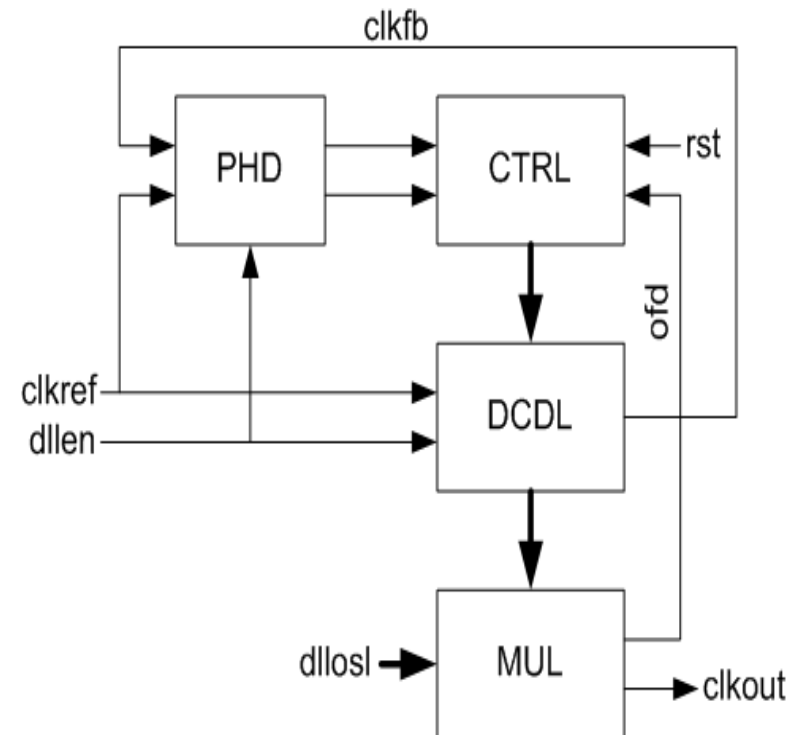 clkfb
PHD
CTRL
rst
ofd
clkref
dllen
DCDL
dllosl
MUL
clkout